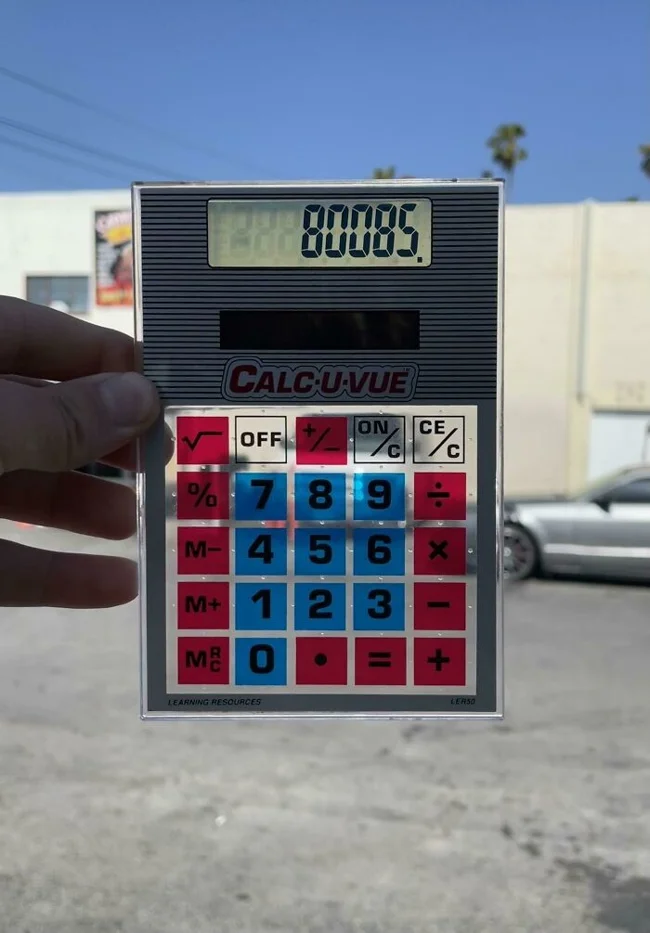 80085.
CALC·U·VUE
√ OFF +/− ON/C CE/C
% 7 8 9 ÷
M− 4 5 6 ×
M+ 1 2 3 −
MRC 0 • = +
LEARNING RESOURCES LER50